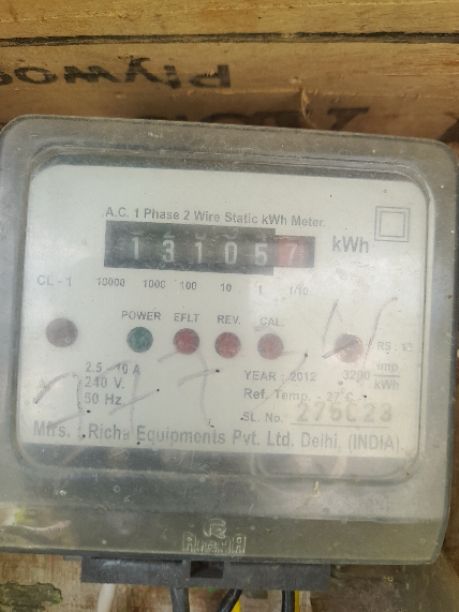 A.C. 1 Phase 2 Wire Static kWh Meter.
131057 kWh
CL - 1 10000 1000 100 10 1 1/10
POWER EFLT REV. CAL.
2.5 - 10 A
240 V.
50 Hz
YEAR : 2012
3200 imp
kWh
Ref. Temp. - 27°C
SL. No. 276C23
Mfrs. : Richa Equipments Pvt. Ltd. Delhi, (INDIA)